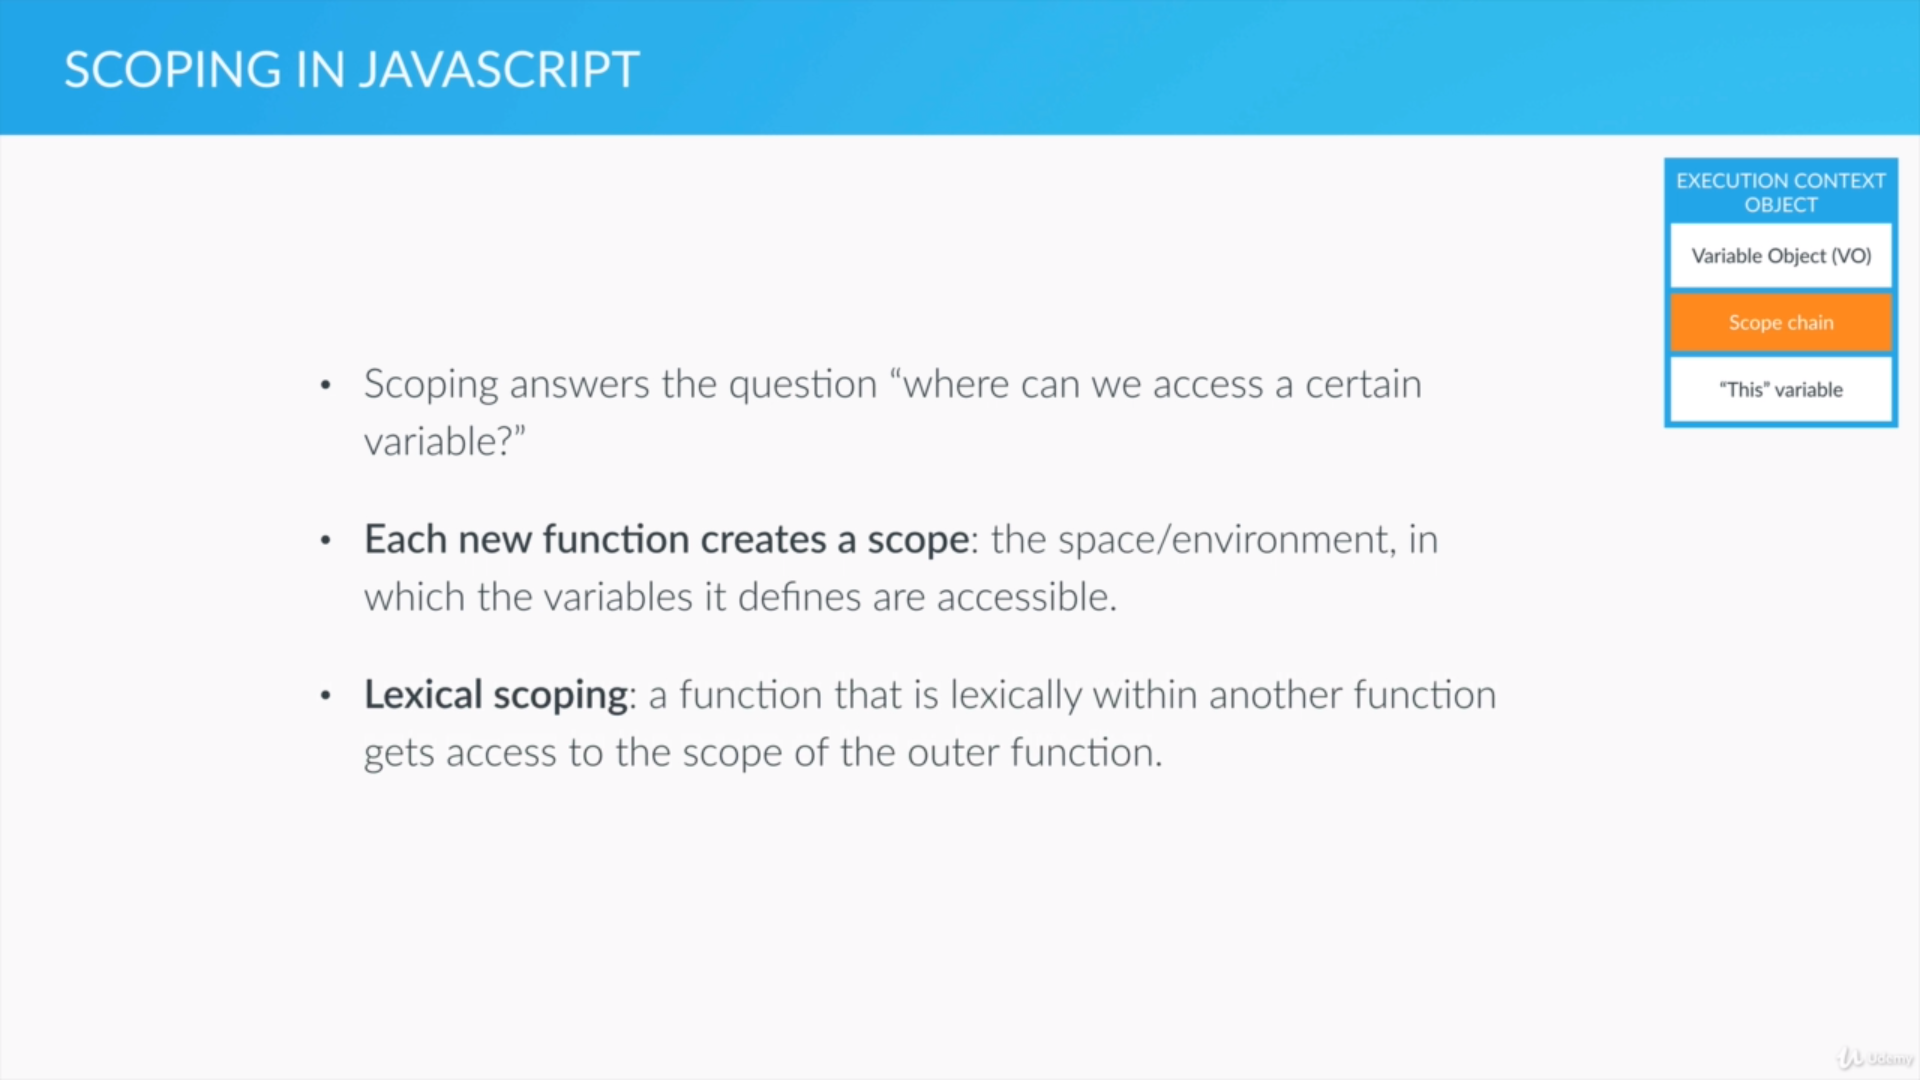 SCOPING IN JAVASCRIPT
EXECUTION CONTEXT
OBJECT
Variable Object (VO)
Scope chain
“This” variable
• Scoping answers the question “where can we access a certain
variable?”
• Each new function creates a scope: the space/environment, in
which the variables it defines are accessible.
• Lexical scoping: a function that is lexically within another function
gets access to the scope of the outer function.
Udemy